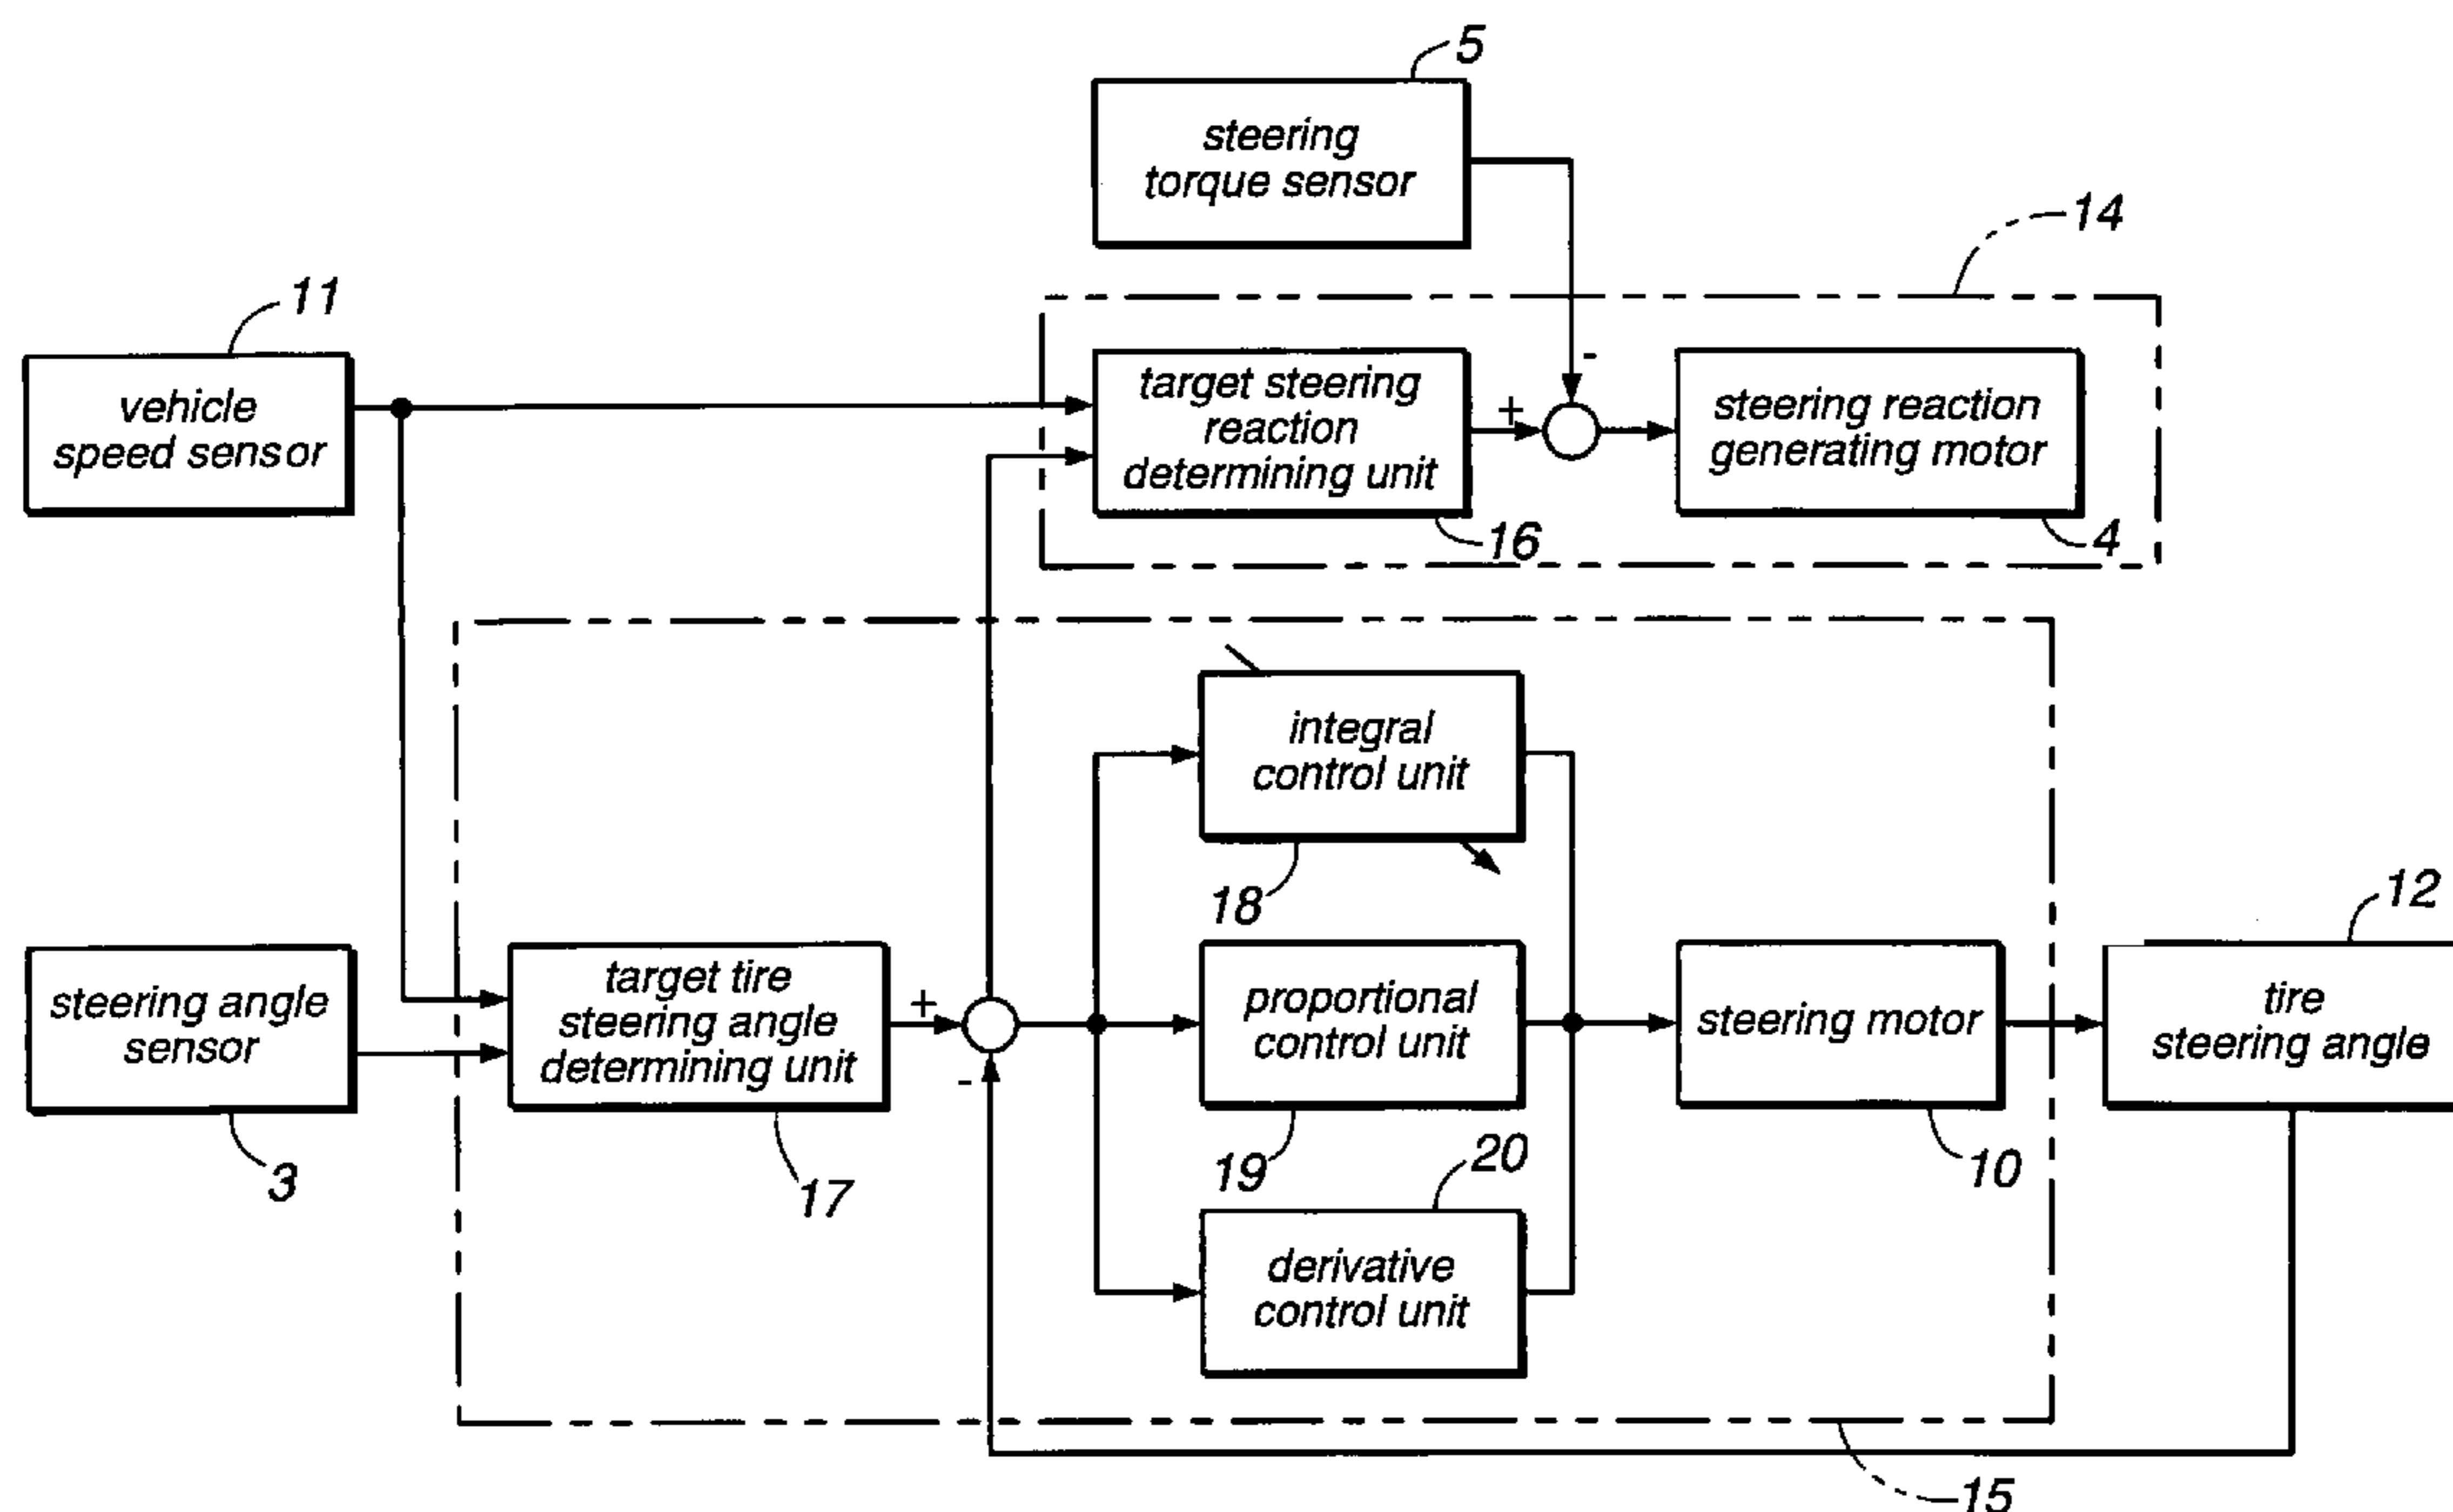 5
steering
torque sensor
14
11
vehicle
speed sensor
target steering
reaction
determining unit
+
-
steering reaction
generating motor
16
4
integral
control unit
18
12
steering angle
sensor
target tire
steering angle
determining unit
+
-
proportional
control unit
steering motor
tire
steering angle
3
17
19
20
10
derivative
control unit
15